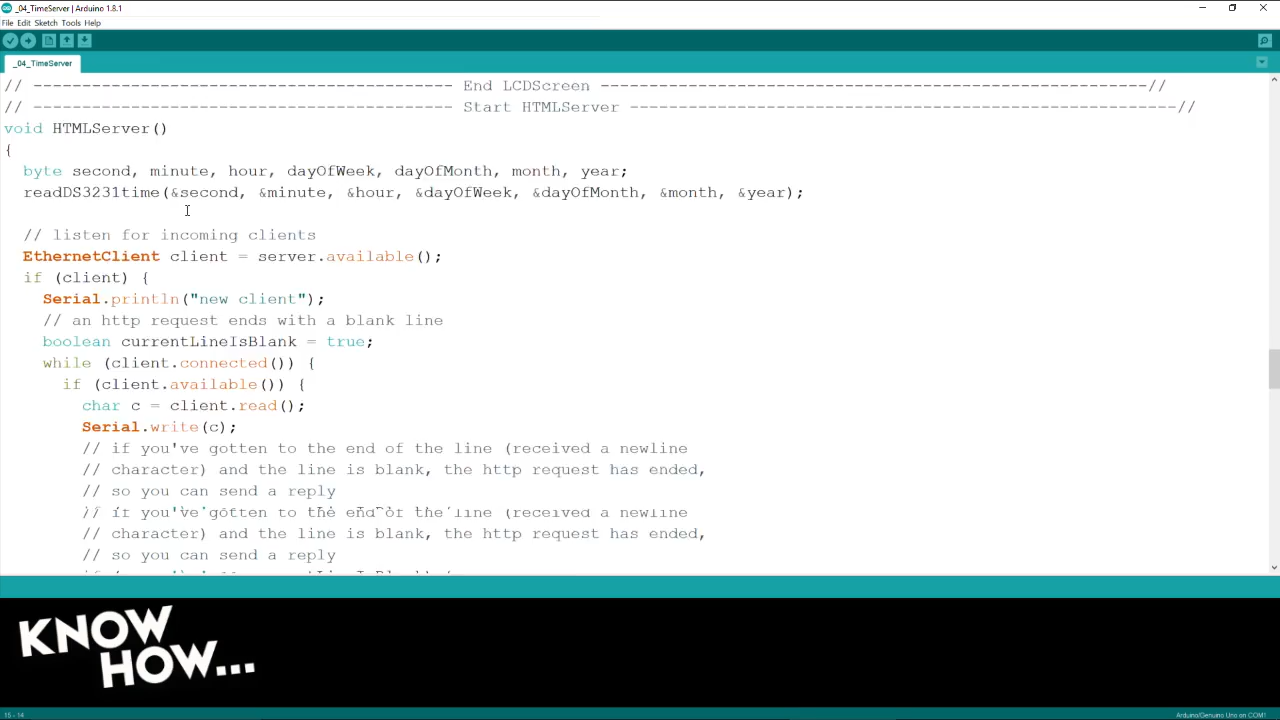 _04_TimeServer | Arduino 1.8.1
File Edit Sketch Tools Help
_04_TimeServer
// ------------------------------------------- End LCDScreen --------------------------------------------------------//
// ------------------------------------------- Start HTMLServer --------------------------------------------------------//
void HTMLServer()
{
byte second, minute, hour, dayOfWeek, dayOfMonth, month, year;
readDS3231time(&second, &minute, &hour, &dayOfWeek, &dayOfMonth, &month, &year);
// listen for incoming clients
EthernetClient client = server.available();
if (client) {
Serial.println("new client");
// an http request ends with a blank line
boolean currentLineIsBlank = true;
while (client.connected()) {
if (client.available()) {
char c = client.read();
Serial.write(c);
// if you've gotten to the end of the line (received a newline
// character) and the line is blank, the http request has ended,
// so you can send a reply
// if you've gotten to the end of the line (received a newline
// character) and the line is blank, the http request has ended,
// so you can send a reply
KNOW
HOW...
15 - 14
Arduino/Genuino Uno on COM1